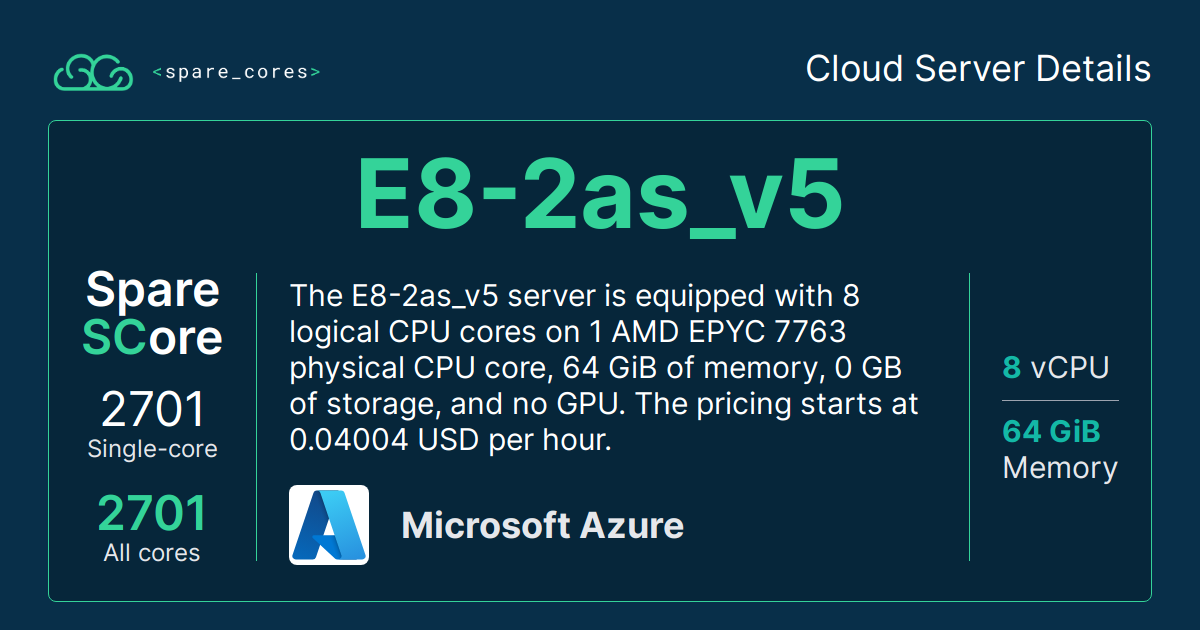 <spare_cores>
Cloud Server Details
E8-2as_v5
Spare
SCore
2701
Single-core
2701
All cores
The E8-2as_v5 server is equipped with 8
logical CPU cores on 1 AMD EPYC 7763
physical CPU core, 64 GiB of memory, 0 GB
of storage, and no GPU. The pricing starts at
0.04004 USD per hour.
Microsoft Azure
8 vCPU
64 GiB
Memory